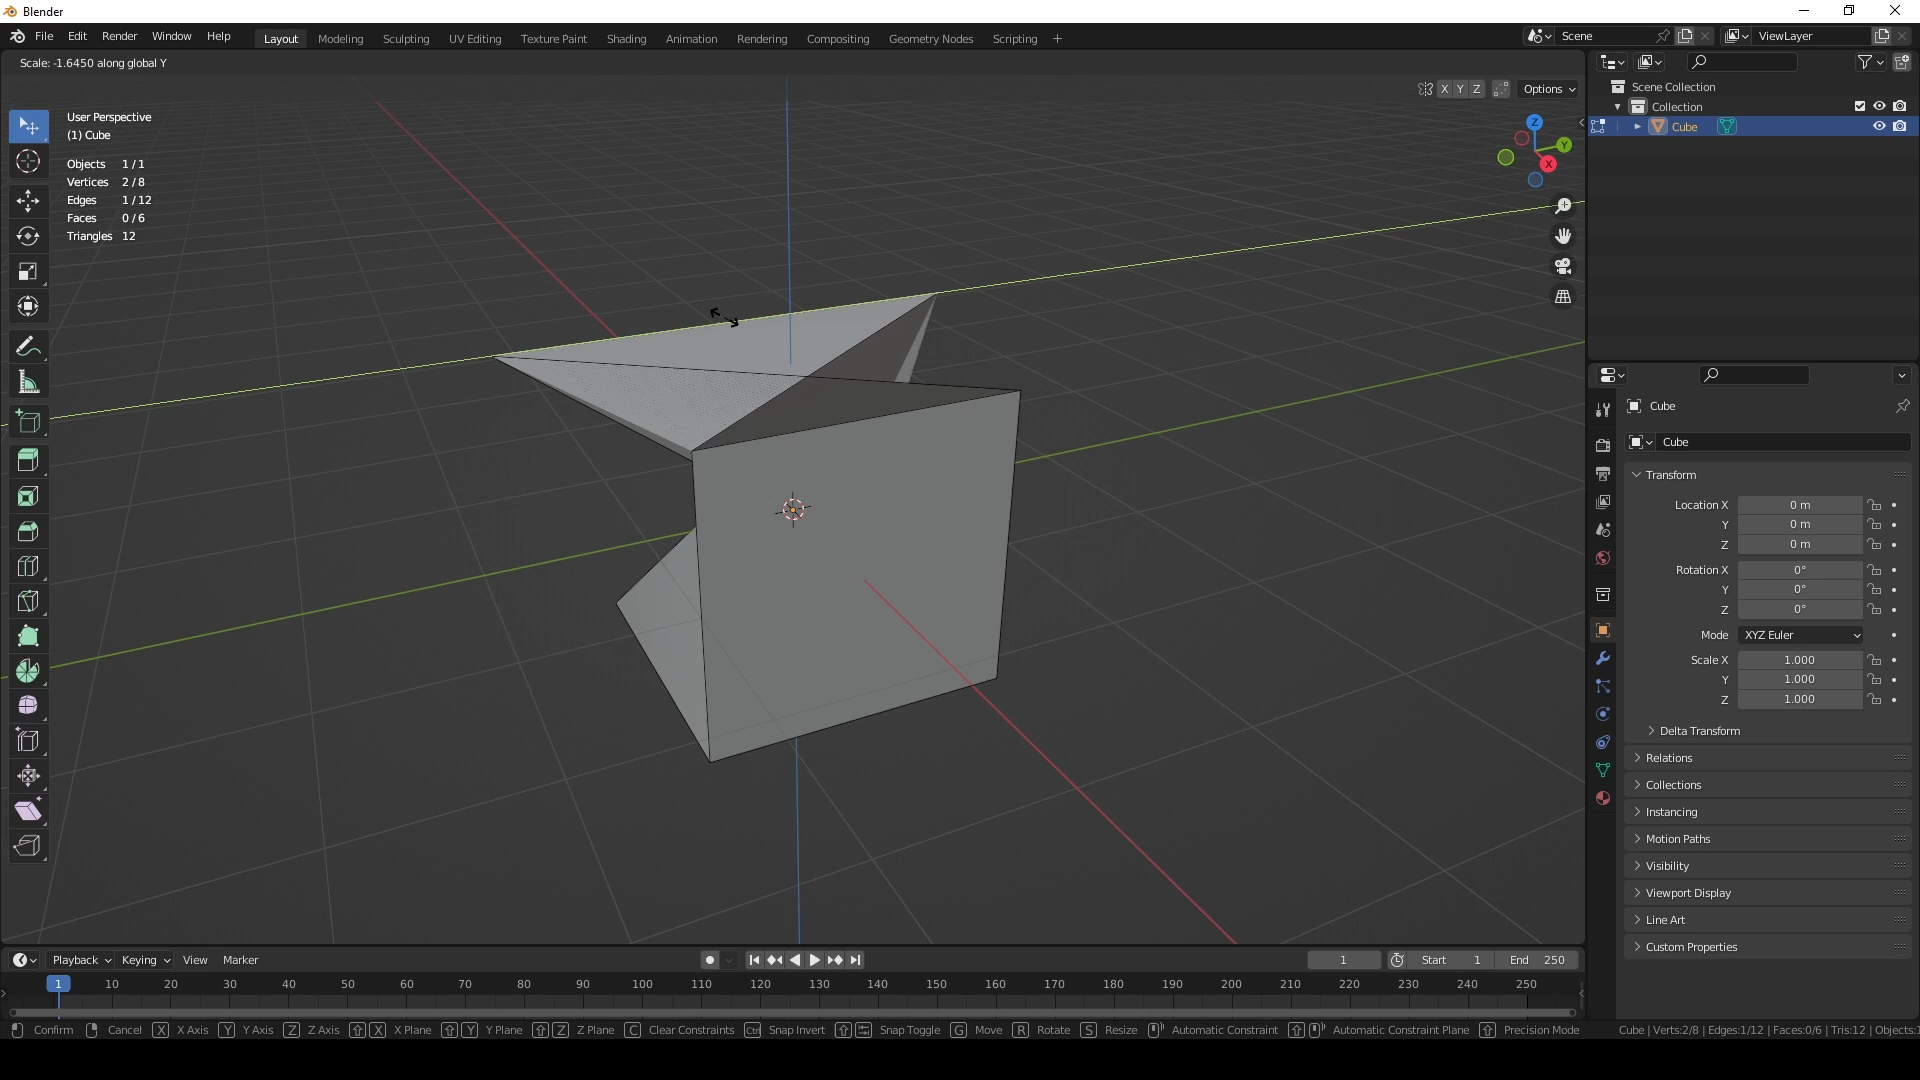 Blender
File Edit Render Window Help Layout Modeling Sculpting UV Editing Texture Paint Shading Animation Rendering Compositing Geometry Nodes Scripting + Scene ViewLayer
Scale: -1.6450 along global Y
X Y Z Options
Scene Collection
Collection
Cube
User Perspective
(1) Cube
Objects 1 / 1
Vertices 2 / 8
Edges 1 / 12
Faces 0 / 6
Triangles 12
Z
Y
X
Cube
Cube
Transform
Location X 0 m
Y 0 m
Z 0 m
Rotation X 0°
Y 0°
Z 0°
Mode XYZ Euler
Scale X 1.000
Y 1.000
Z 1.000
Delta Transform
Relations
Collections
Instancing
Motion Paths
Visibility
Viewport Display
Line Art
Custom Properties
Playback Keying View Marker 1 Start 1 End 250
1 10 20 30 40 50 60 70 80 90 100 110 120 130 140 150 160 170 180 190 200 210 220 230 240 250
Confirm Cancel X X Axis Y Y Axis Z Z Axis X X Plane Y Y Plane Z Z Plane C Clear Constraints Ctrl Snap Invert Snap Toggle G Move R Rotate S Resize Automatic Constraint Automatic Constraint Plane Precision Mode Cube | Verts:2/8 | Edges:1/12 | Faces:0/6 | Tris:12 | Objects:1